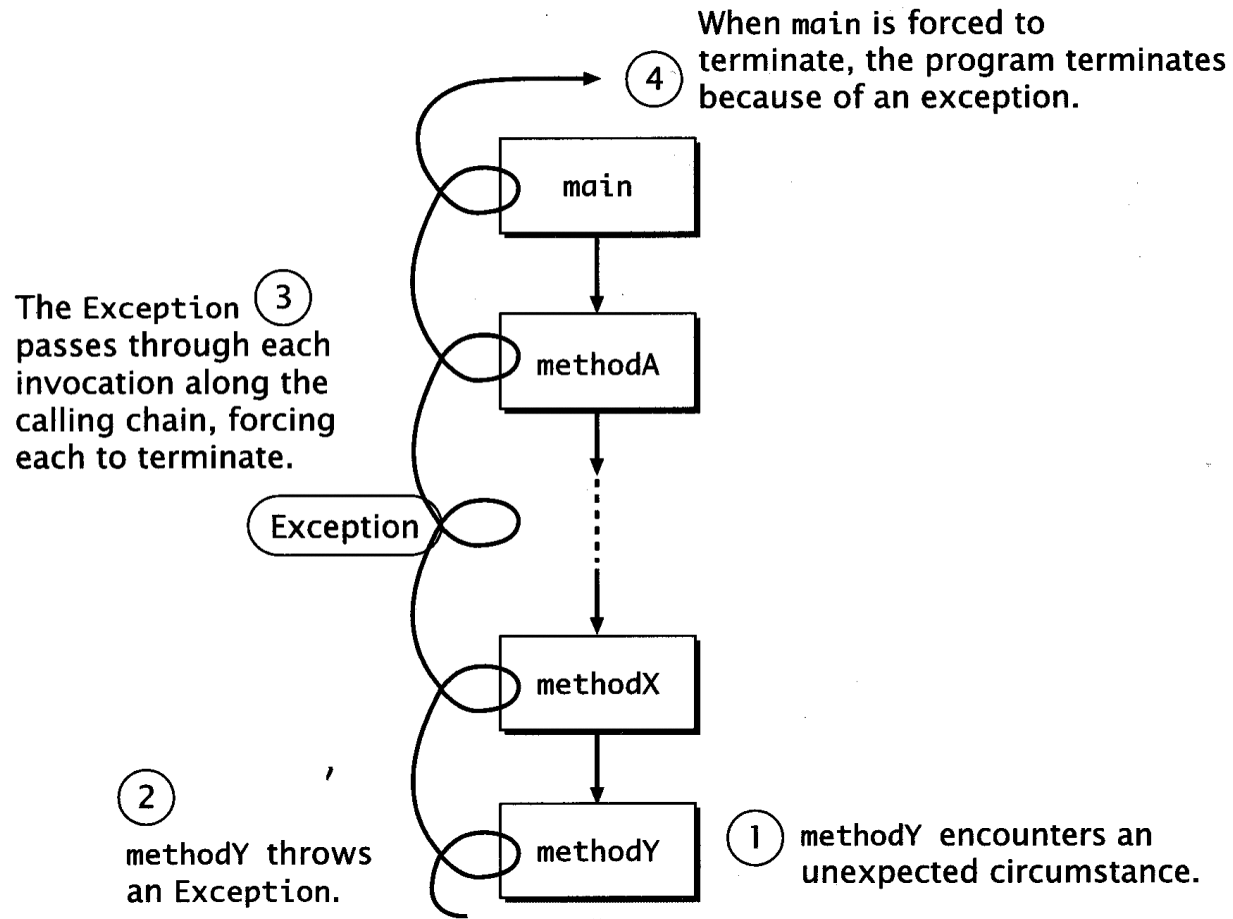 When main is forced to
terminate, the program terminates
because of an exception.
4
main
The Exception 3
passes through each
invocation along the
calling chain, forcing
each to terminate.
methodA
Exception
methodX
2
methodY throws
an Exception.
methodY
1 methodY encounters an
unexpected circumstance.